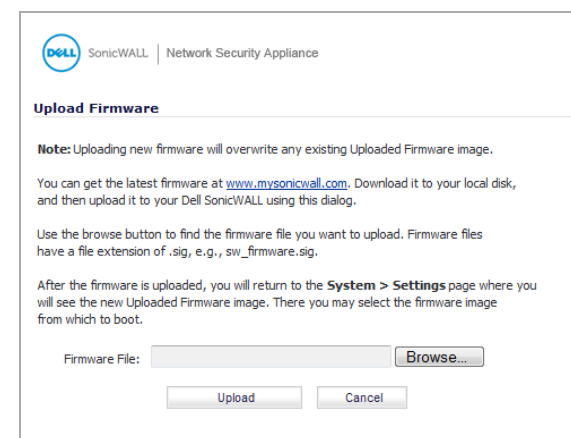 DELL SonicWALL | Network Security Appliance
Upload Firmware
Note: Uploading new firmware will overwrite any existing Uploaded Firmware image.
You can get the latest firmware at www.mysonicwall.com. Download it to your local disk,
and then upload it to your Dell SonicWALL using this dialog.
Use the browse button to find the firmware file you want to upload. Firmware files
have a file extension of .sig, e.g., sw_firmware.sig.
After the firmware is uploaded, you will return to the System > Settings page where you
will see the new Uploaded Firmware image. There you may select the firmware image
from which to boot.
Firmware File: Browse...
Upload Cancel